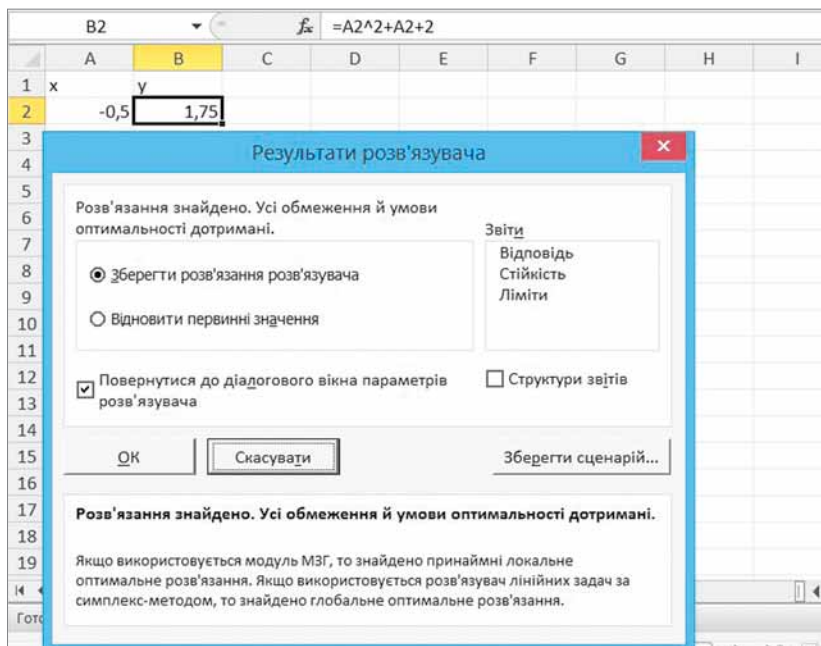 B2 fx =A2^2+A2+2
A B C D E F G H I
1 x y
2 -0,5 1,75
3
4
5
6
7
8
9
10
11
12
13
14
15
16
17
18
19
Результати розв'язувача
Розв'язання знайдено. Усі обмеження й умови
оптимальності дотримані.
Зберегти розв'язання розв'язувача
Відновити первинні значення
Звіти
Відповідь
Стійкість
Ліміти
Повернутися до діалогового вікна параметрів
розв'язувача
Структури звітів
ОК Скасувати Зберегти сценарій...
Розв'язання знайдено. Усі обмеження й умови оптимальності дотримані.
Якщо використовується модуль МЗГ, то знайдено принаймні локальне
оптимальне розв'язання. Якщо використовується розв'язувач лінійних задач за
симплекс-методом, то знайдено глобальне оптимальне розв'язання.